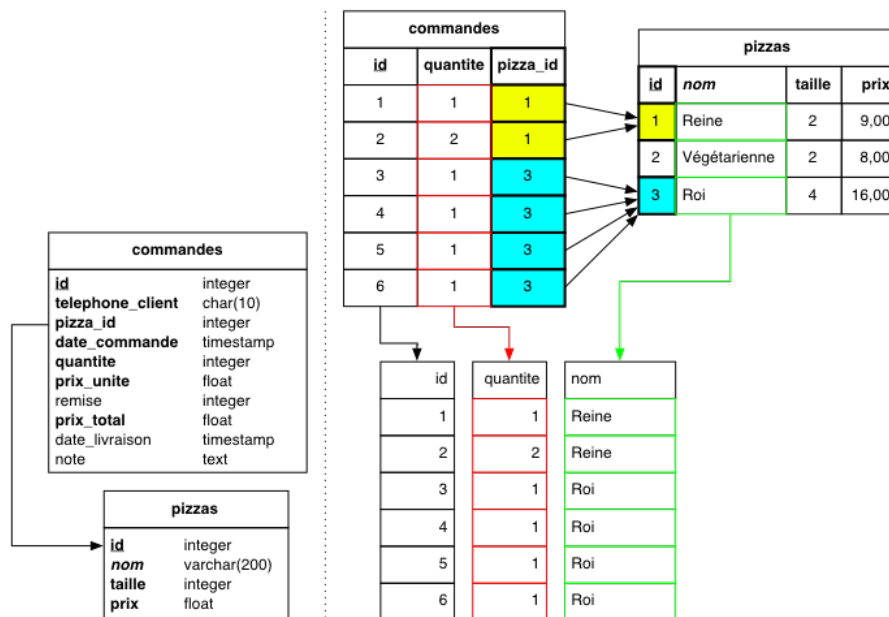 commandes
id quantite pizza_id
1 1 1
2 2 1
3 1 3
4 1 3
5 1 3
6 1 3
pizzas
id nom taille prix
1 Reine 2 9,00
2 Végétarienne 2 8,00
3 Roi 4 16,00
commandes
id integer
telephone_client char(10)
pizza_id integer
date_commande timestamp
quantite integer
prix_unite float
remise integer
prix_total float
date_livraison timestamp
note text
pizzas
id integer
nom varchar(200)
taille integer
prix float
id quantite nom
1 1 Reine
2 2 Reine
3 1 Roi
4 1 Roi
5 1 Roi
6 1 Roi